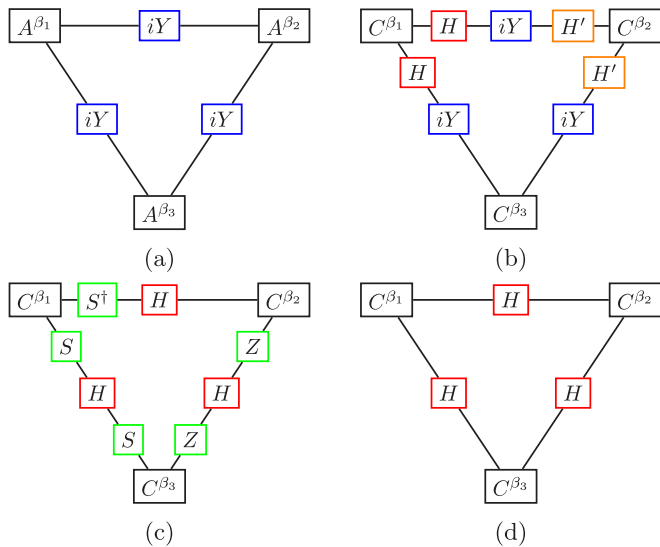 A^{β₁} iY A^{β₂} C^{β₁} H iY H′ C^{β₂}
H H′
iY iY iY iY
A^{β₃} C^{β₃}
(a) (b)
C^{β₁} S† H C^{β₂} C^{β₁} H C^{β₂}
S Z
H H H H
S Z
C^{β₃} C^{β₃}
(c) (d)